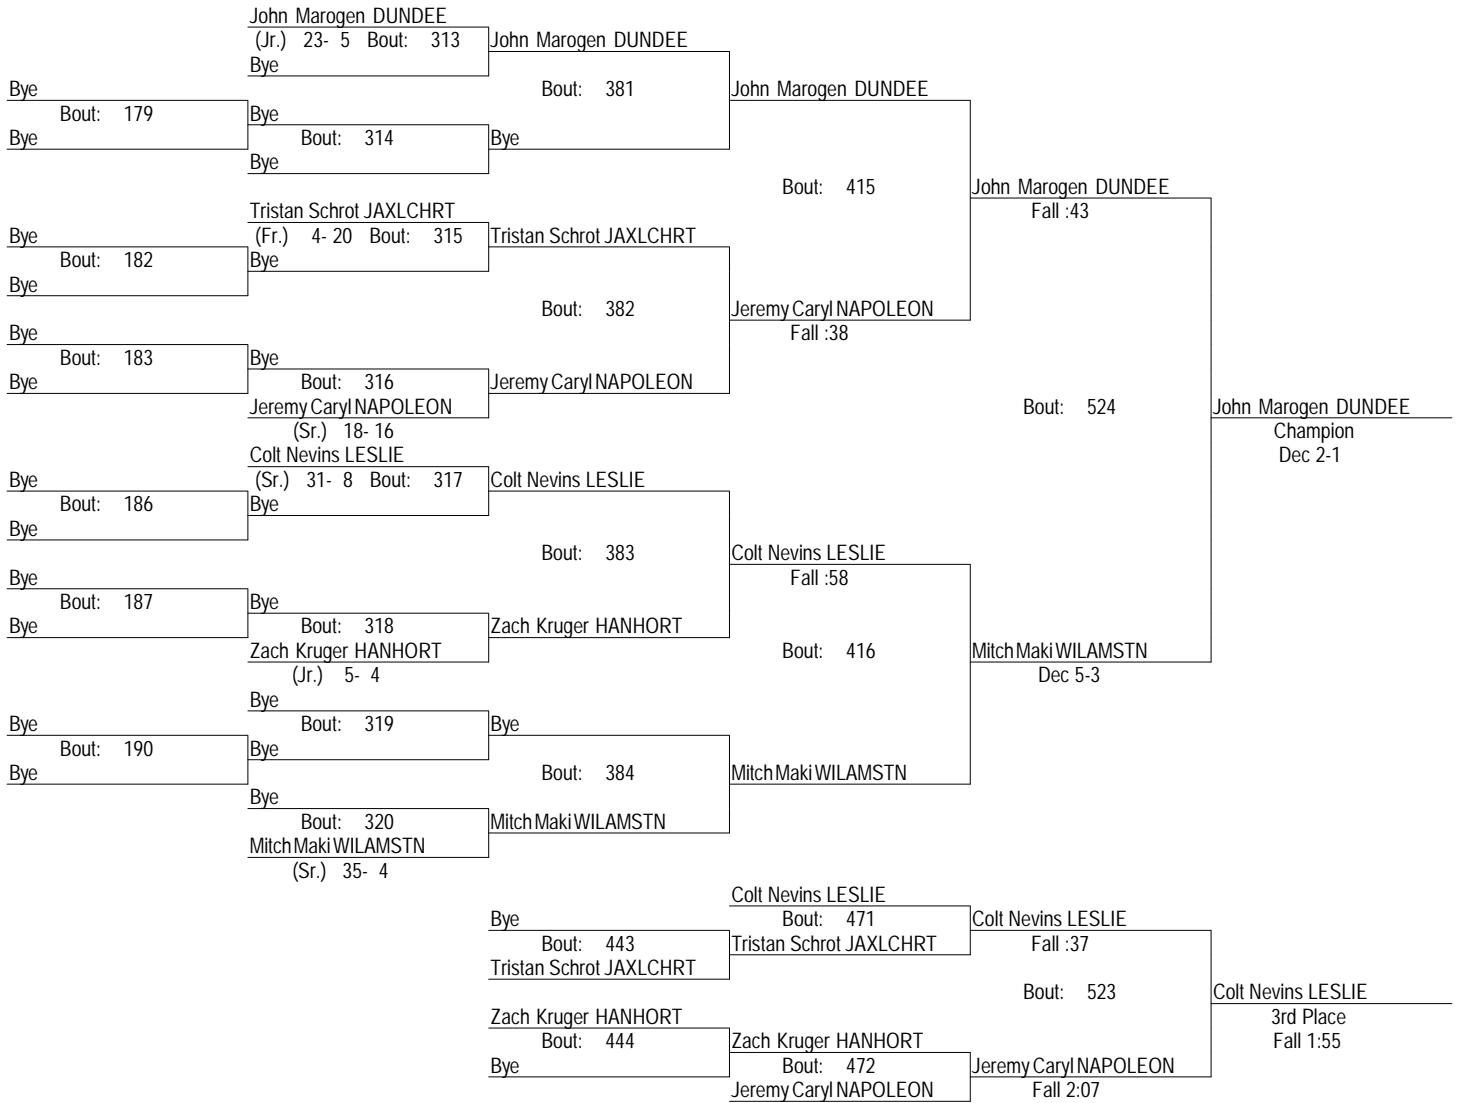 John Marogen DUNDEE
(Jr.) 23- 5 Bout: 313 John Marogen DUNDEE
Bye
Bye Bout: 381 John Marogen DUNDEE
Bout: 179 Bye
Bye Bout: 314 Bye
Bye
Bout: 415 John Marogen DUNDEE
Tristan Schrot JAXLCHRT Fall :43
Bye (Fr.) 4- 20 Bout: 315 Tristan Schrot JAXLCHRT
Bout: 182 Bye
Bye
Bout: 382 Jeremy Caryl NAPOLEON
Bye Fall :38
Bout: 183 Bye
Bye Bout: 316 Jeremy Caryl NAPOLEON
Jeremy Caryl NAPOLEON Bout: 524 John Marogen DUNDEE
(Sr.) 18- 16 Champion
Colt Nevins LESLIE Dec 2-1
Bye (Sr.) 31- 8 Bout: 317 Colt Nevins LESLIE
Bout: 186 Bye
Bye
Bout: 383 Colt Nevins LESLIE
Bye Fall :58
Bout: 187 Bye
Bye Bout: 318 Zach Kruger HANHORT
Zach Kruger HANHORT Bout: 416 Mitch Maki WILAMSTN
(Jr.) 5- 4 Dec 5-3
Bye
Bye Bout: 319 Bye
Bout: 190 Bye
Bye Bout: 384 Mitch Maki WILAMSTN
Bye
Bout: 320 Mitch Maki WILAMSTN
Mitch Maki WILAMSTN
(Sr.) 35- 4
Colt Nevins LESLIE
Bye Bout: 471 Colt Nevins LESLIE
Bout: 443 Tristan Schrot JAXLCHRT Fall :37
Tristan Schrot JAXLCHRT
Bout: 523 Colt Nevins LESLIE
Zach Kruger HANHORT 3rd Place
Bout: 444 Zach Kruger HANHORT Fall 1:55
Bye Bout: 472 Jeremy Caryl NAPOLEON
Jeremy Caryl NAPOLEON Fall 2:07